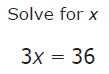 Solve for x
3x = 36